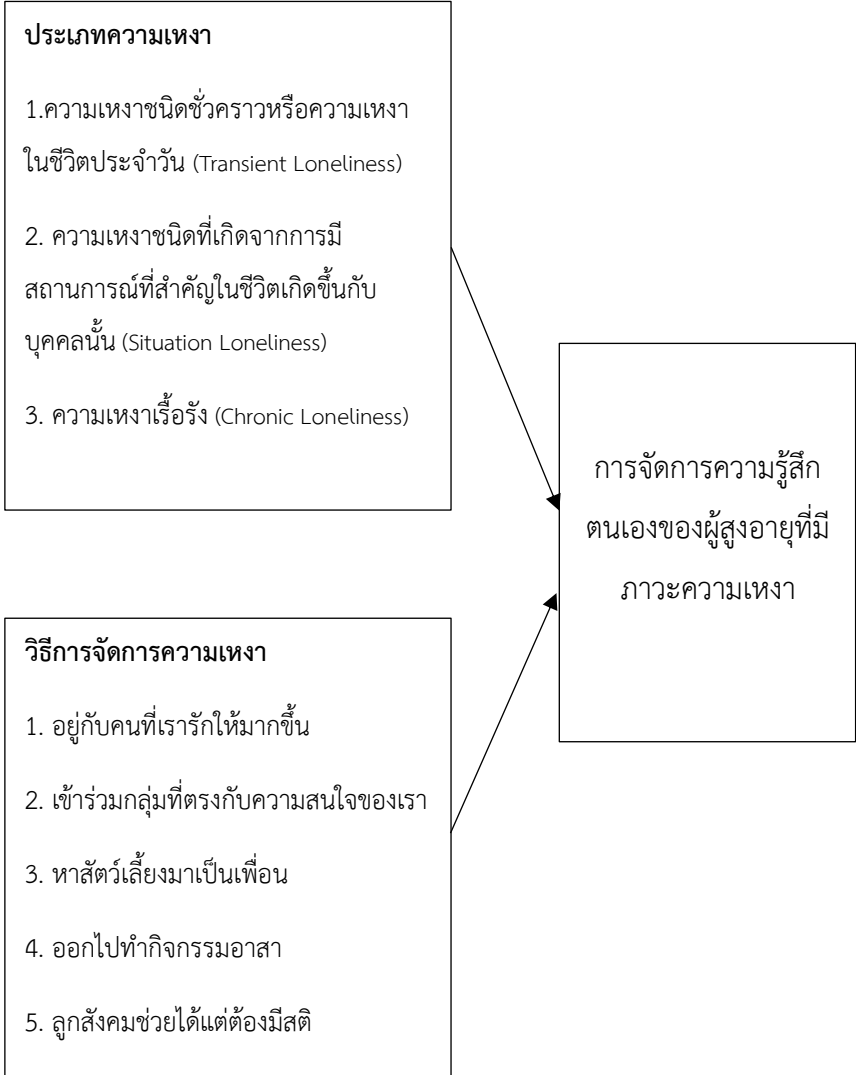 ประเภทความเหงา
1.ความเหงาชนิดชั่วคราวหรือความเหงา
ในชีวิตประจำวัน (Transient Loneliness)
2. ความเหงาชนิดที่เกิดจากการมี
สถานการณ์ที่สำคัญในชีวิตเกิดขึ้นกับ
บุคคลนั้น (Situation Loneliness)
3. ความเหงาเรื้อรัง (Chronic Loneliness)
การจัดการความรู้สึก
ตนเองของผู้สูงอายุที่มี
ภาวะความเหงา
วิธีการจัดการความเหงา
1. อยู่กับคนที่เรารักให้มากขึ้น
2. เข้าร่วมกลุ่มที่ตรงกับความสนใจของเรา
3. หาสัตว์เลี้ยงมาเป็นเพื่อน
4. ออกไปทำกิจกรรมอาสา
5. ลูกสังคมช่วยได้แต่ต้องมีสติ